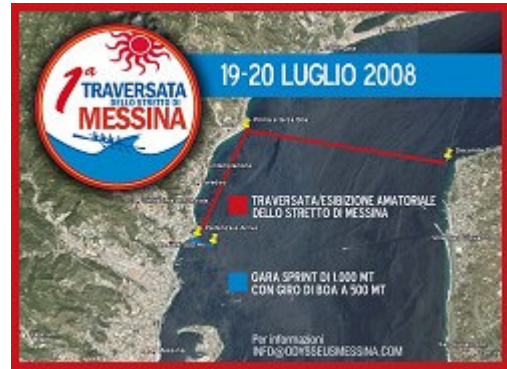 1ª
TRAVERSATA
DELLO STRETTO DI
MESSINA
19-20 LUGLIO 2008
TRAVERSATA/ESIBIZIONE AMATORIALE
DELLO STRETTO DI MESSINA
GARA SPRINT DI 1.000 MT
CON GIRO DI BOA A 500 MT
Per informazioni
INFO@ODYSSEUSMESSINA.COM